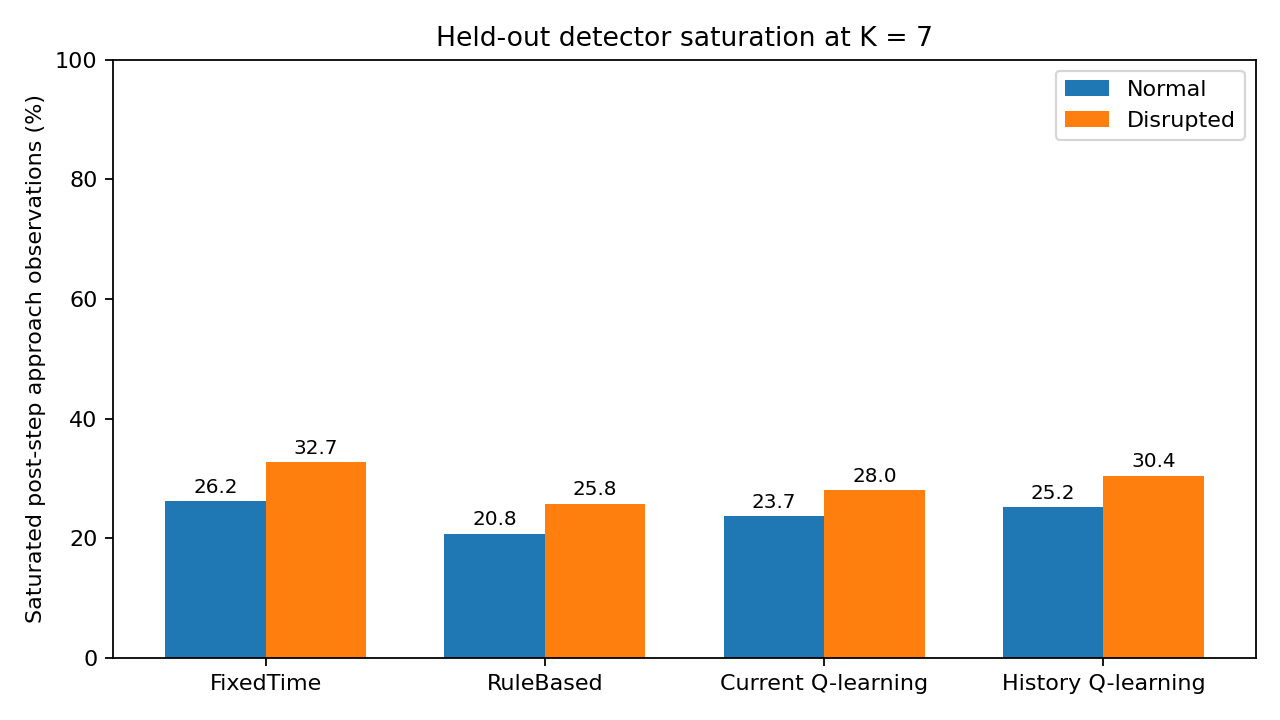 Held-out detector saturation at K = 7
Saturated post-step approach observations (%)
100
80
60
40
20
0
Normal
Disrupted
26.2
32.7
20.8
25.8
23.7
28.0
25.2
30.4
FixedTime
RuleBased
Current Q-learning
History Q-learning